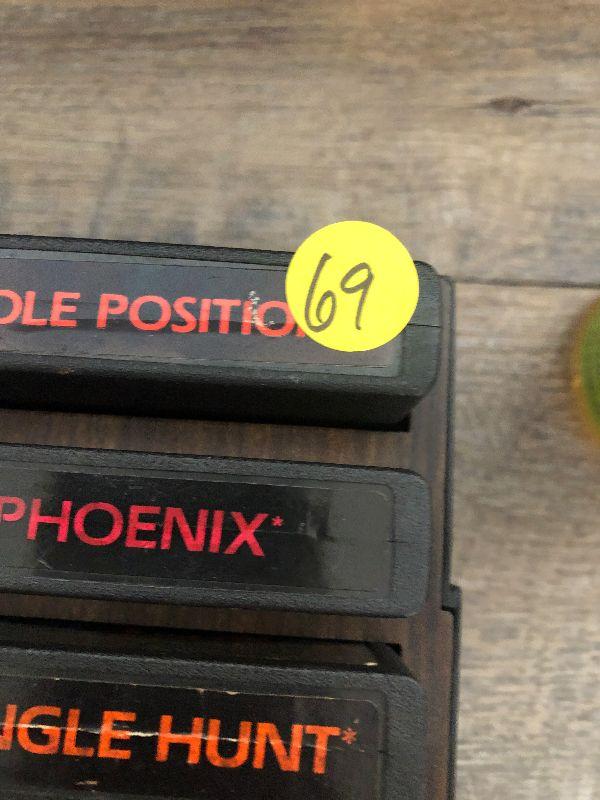 OLE POSITIO
69
PHOENIX*
NGLE HUNT*